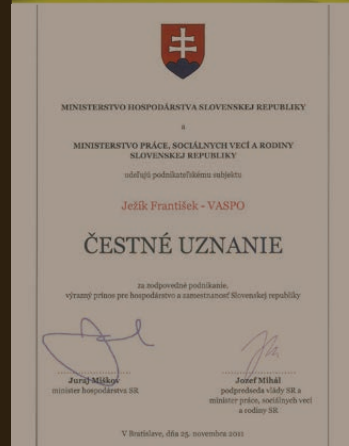 MINISTERSTVO HOSPODÁRSTVA SLOVENSKEJ REPUBLIKY
a
MINISTERSTVO PRÁCE, SOCIÁLNYCH VECÍ A RODINY
SLOVENSKEJ REPUBLIKY
udeľujú podnikateľskému subjektu
Ježík František - VASPO
ČESTNÉ UZNANIE
za zodpovedné podnikanie,
výrazný prínos pre hospodárstvo a zamestnanosť Slovenskej republiky
Juraj Miškov
minister hospodárstva SR
Jozef Mihál
podpredseda vlády SR a
minister práce, sociálnych vecí
a rodiny SR
V Bratislave, dňa 25. novembra 2011